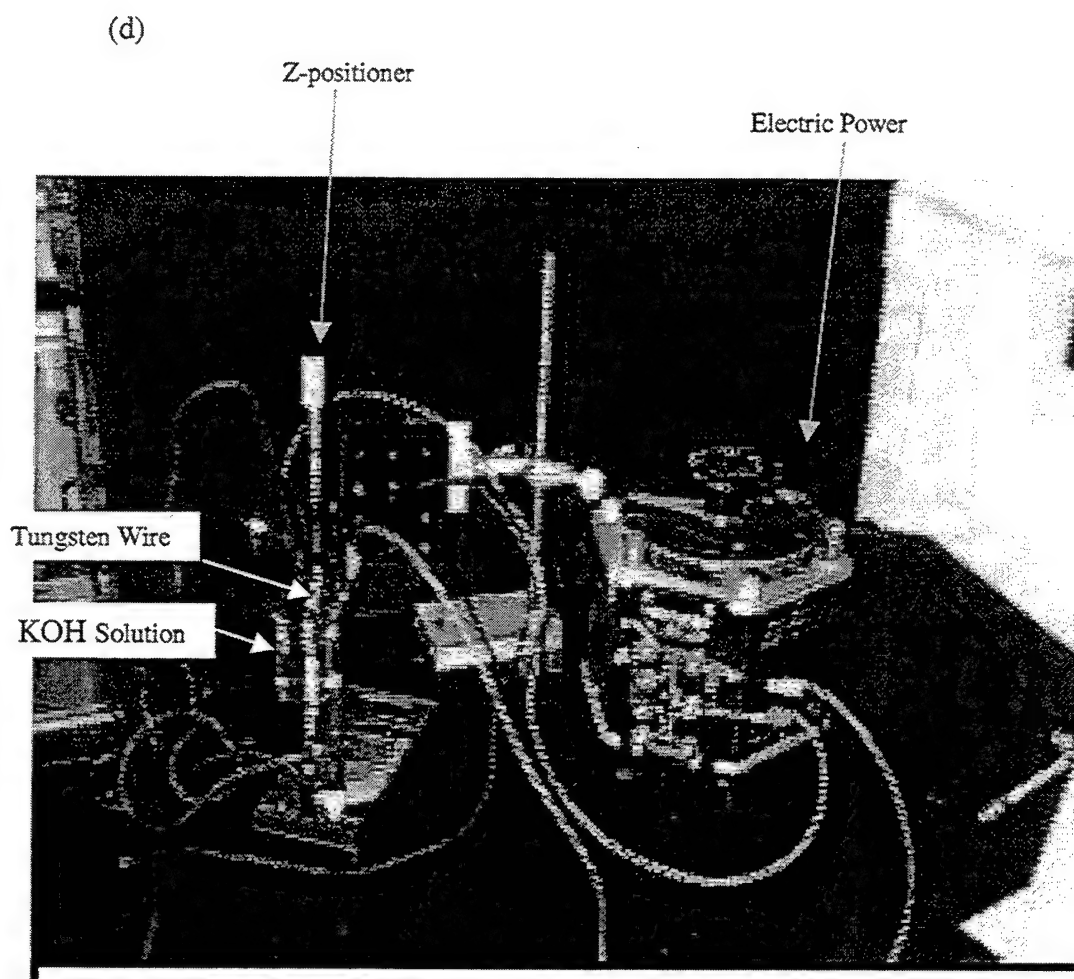 (d)
Z-positioner
Electric Power
Tungsten Wire
KOH Solution